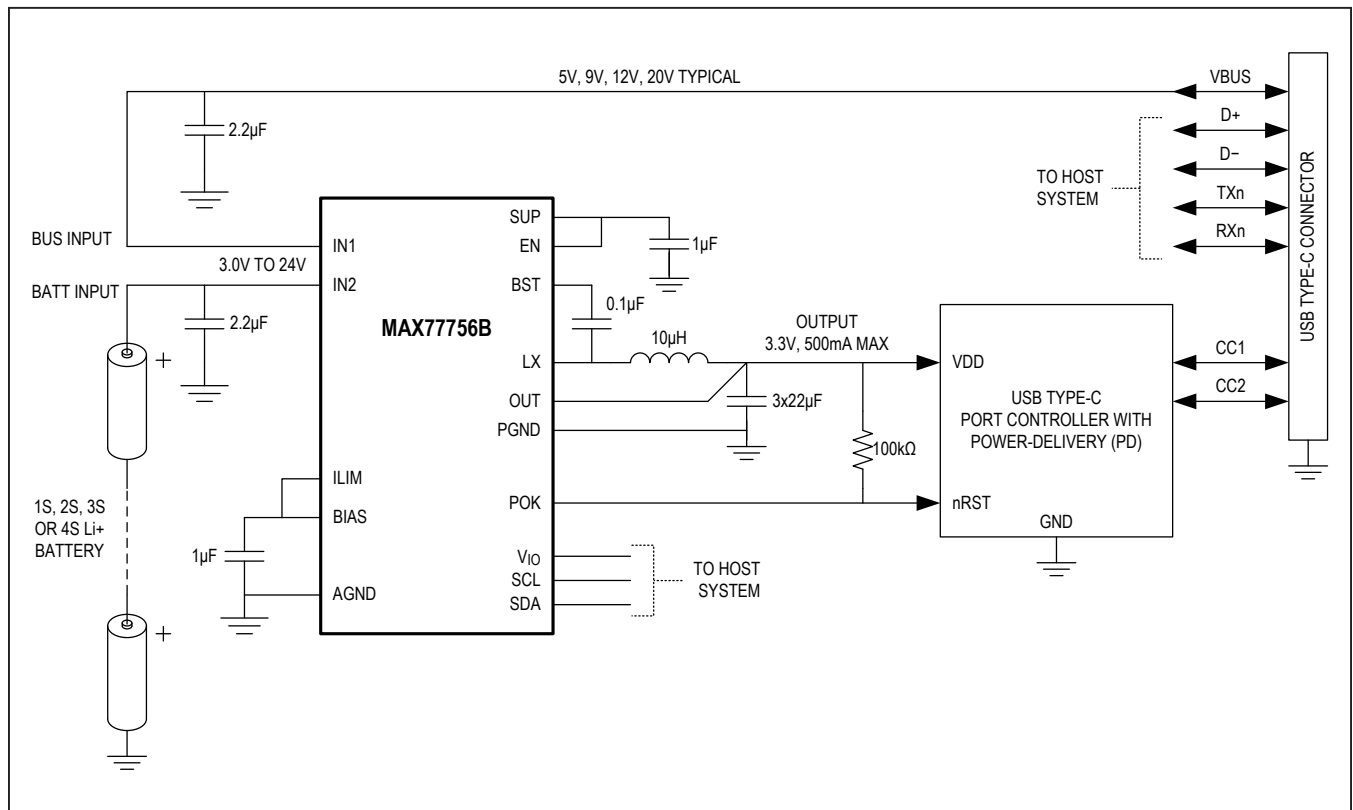 5V, 9V, 12V, 20V TYPICAL
VBUS
D+
D−
TXn
RXn
TO HOST
SYSTEM
USB TYPE-C CONNECTOR
2.2µF
BUS INPUT
3.0V TO 24V
BATT INPUT
2.2µF
+
1S, 2S, 3S
OR 4S Li+
BATTERY
+
1µF
MAX77756B
IN1
IN2
ILIM
BIAS
AGND
SUP
EN
BST
LX
OUT
PGND
POK
VIO
SCL
SDA
1µF
0.1µF
10µH
OUTPUT
3.3V, 500mA MAX
3x22µF
100kΩ
TO HOST
SYSTEM
VDD
USB TYPE-C
PORT CONTROLLER WITH
POWER-DELIVERY (PD)
nRST
GND
CC1
CC2